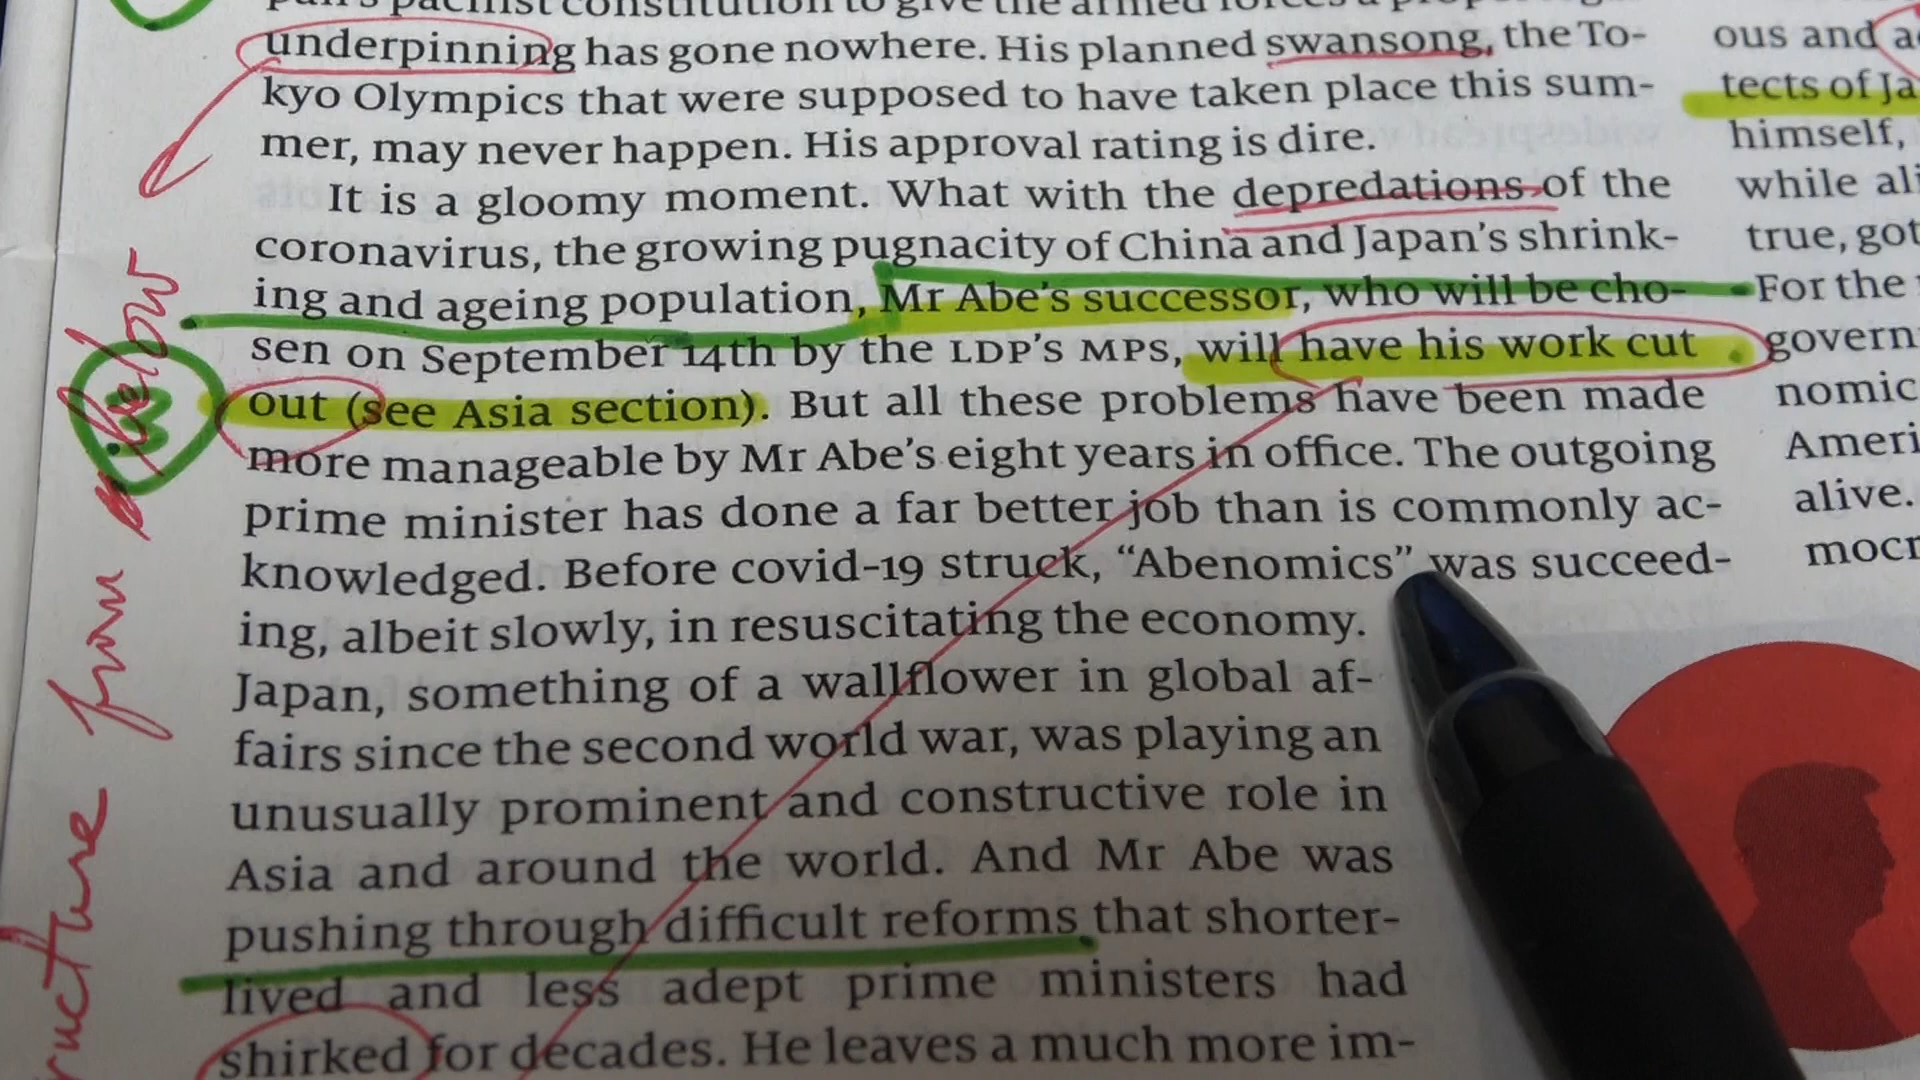 underpinning has gone nowhere. His planned swansong, the To-
kyo Olympics that were supposed to have taken place this sum-
mer, may never happen. His approval rating is dire.
It is a gloomy moment. What with the depredations of the
coronavirus, the growing pugnacity of China and Japan's shrink-
ing and ageing population, Mr Abe's successor, who will be cho-
sen on September 14th by the LDP'S MPS, will have his work cut
out (see Asia section). But all these problems have been made
more manageable by Mr Abe's eight years in office. The outgoing
prime minister has done a far better job than is commonly ac-
knowledged. Before covid-19 struck, “Abenomics” was succeed-
ing, albeit slowly, in resuscitating the economy.
Japan, something of a wallflower in global af-
fairs since the second world war, was playing an
unusually prominent and constructive role in
Asia and around the world. And Mr Abe was
pushing through difficult reforms that shorter-
lived and less adept prime ministers had
shirked for decades. He leaves a much more im-
ous and
tects of Ja
himself,
while ali
true, got
For the
govern
nomic
Ameri
alive.
mocr
ructure from below